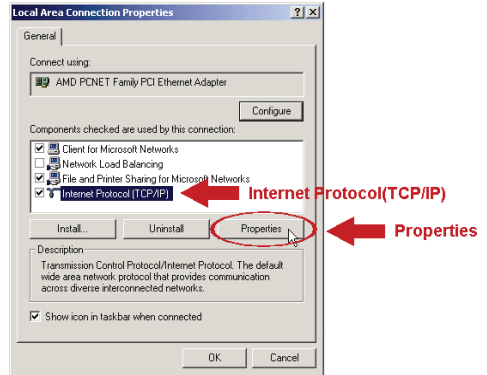 Local Area Connection Properties
General
Connect using:
AMD PCNET Family PCI Ethernet Adapter
Configure
Components checked are used by this connection:
Client for Microsoft Networks
Network Load Balancing
File and Printer Sharing for Microsoft Networks
Internet Protocol (TCP/IP)
Internet Protocol(TCP/IP)
Install...
Uninstall
Properties
Properties
Description
Transmission Control Protocol/Internet Protocol. The default
wide area network protocol that provides communication
across diverse interconnected networks.
Show icon in taskbar when connected
OK
Cancel